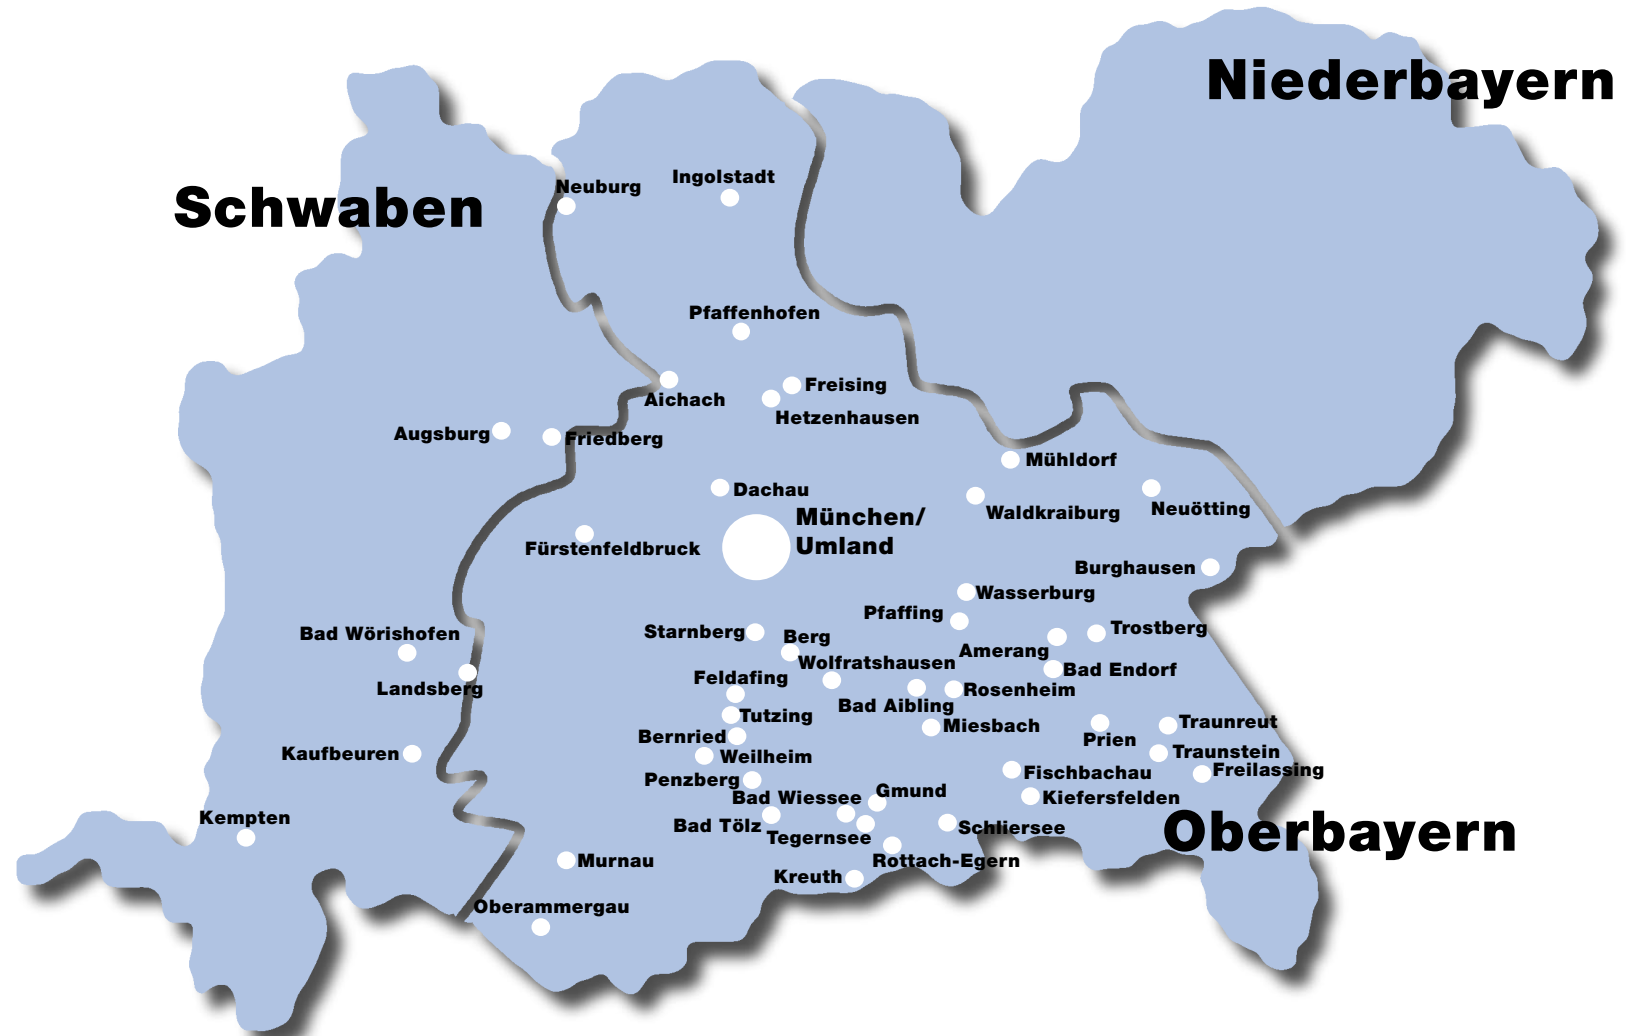 Niederbayern
Schwaben
Neuburg
Ingolstadt
Pfaffenhofen
Freising
Aichach
Hetzenhausen
Augsburg
Friedberg
Mühldorf
Dachau
Waldkraiburg
Neuötting
München/
Umland
Fürstenfeldbruck
Burghausen
Wasserburg
Pfaffing
Bad Wörishofen
Starnberg
Berg
Trostberg
Amerang
Wolfratshausen
Bad Endorf
Feldafing
Landsberg
Rosenheim
Bad Aibling
Tutzing
Miesbach
Traunreut
Bernried
Prien
Kaufbeuren
Weilheim
Traunstein
Penzberg
Fischbachau
Freilassing
Bad Wiessee
Gmund
Kiefersfelden
Kempten
Bad Tölz
Schliersee
Oberbayern
Tegernsee
Murnau
Rottach-Egern
Kreuth
Oberammergau